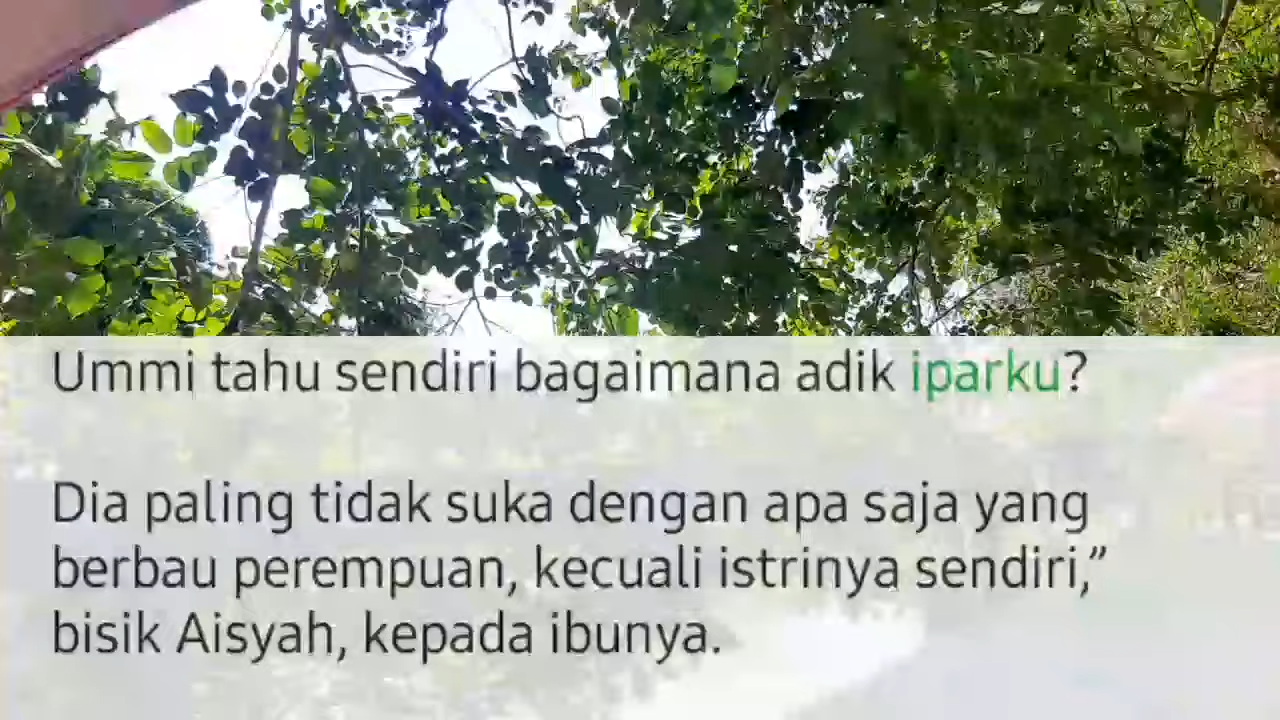 Ummi tahu sendiri bagaimana adik iparku?
Dia paling tidak suka dengan apa saja yang
berbau perempuan, kecuali istrinya sendiri,”
bisik Aisyah, kepada ibunya.